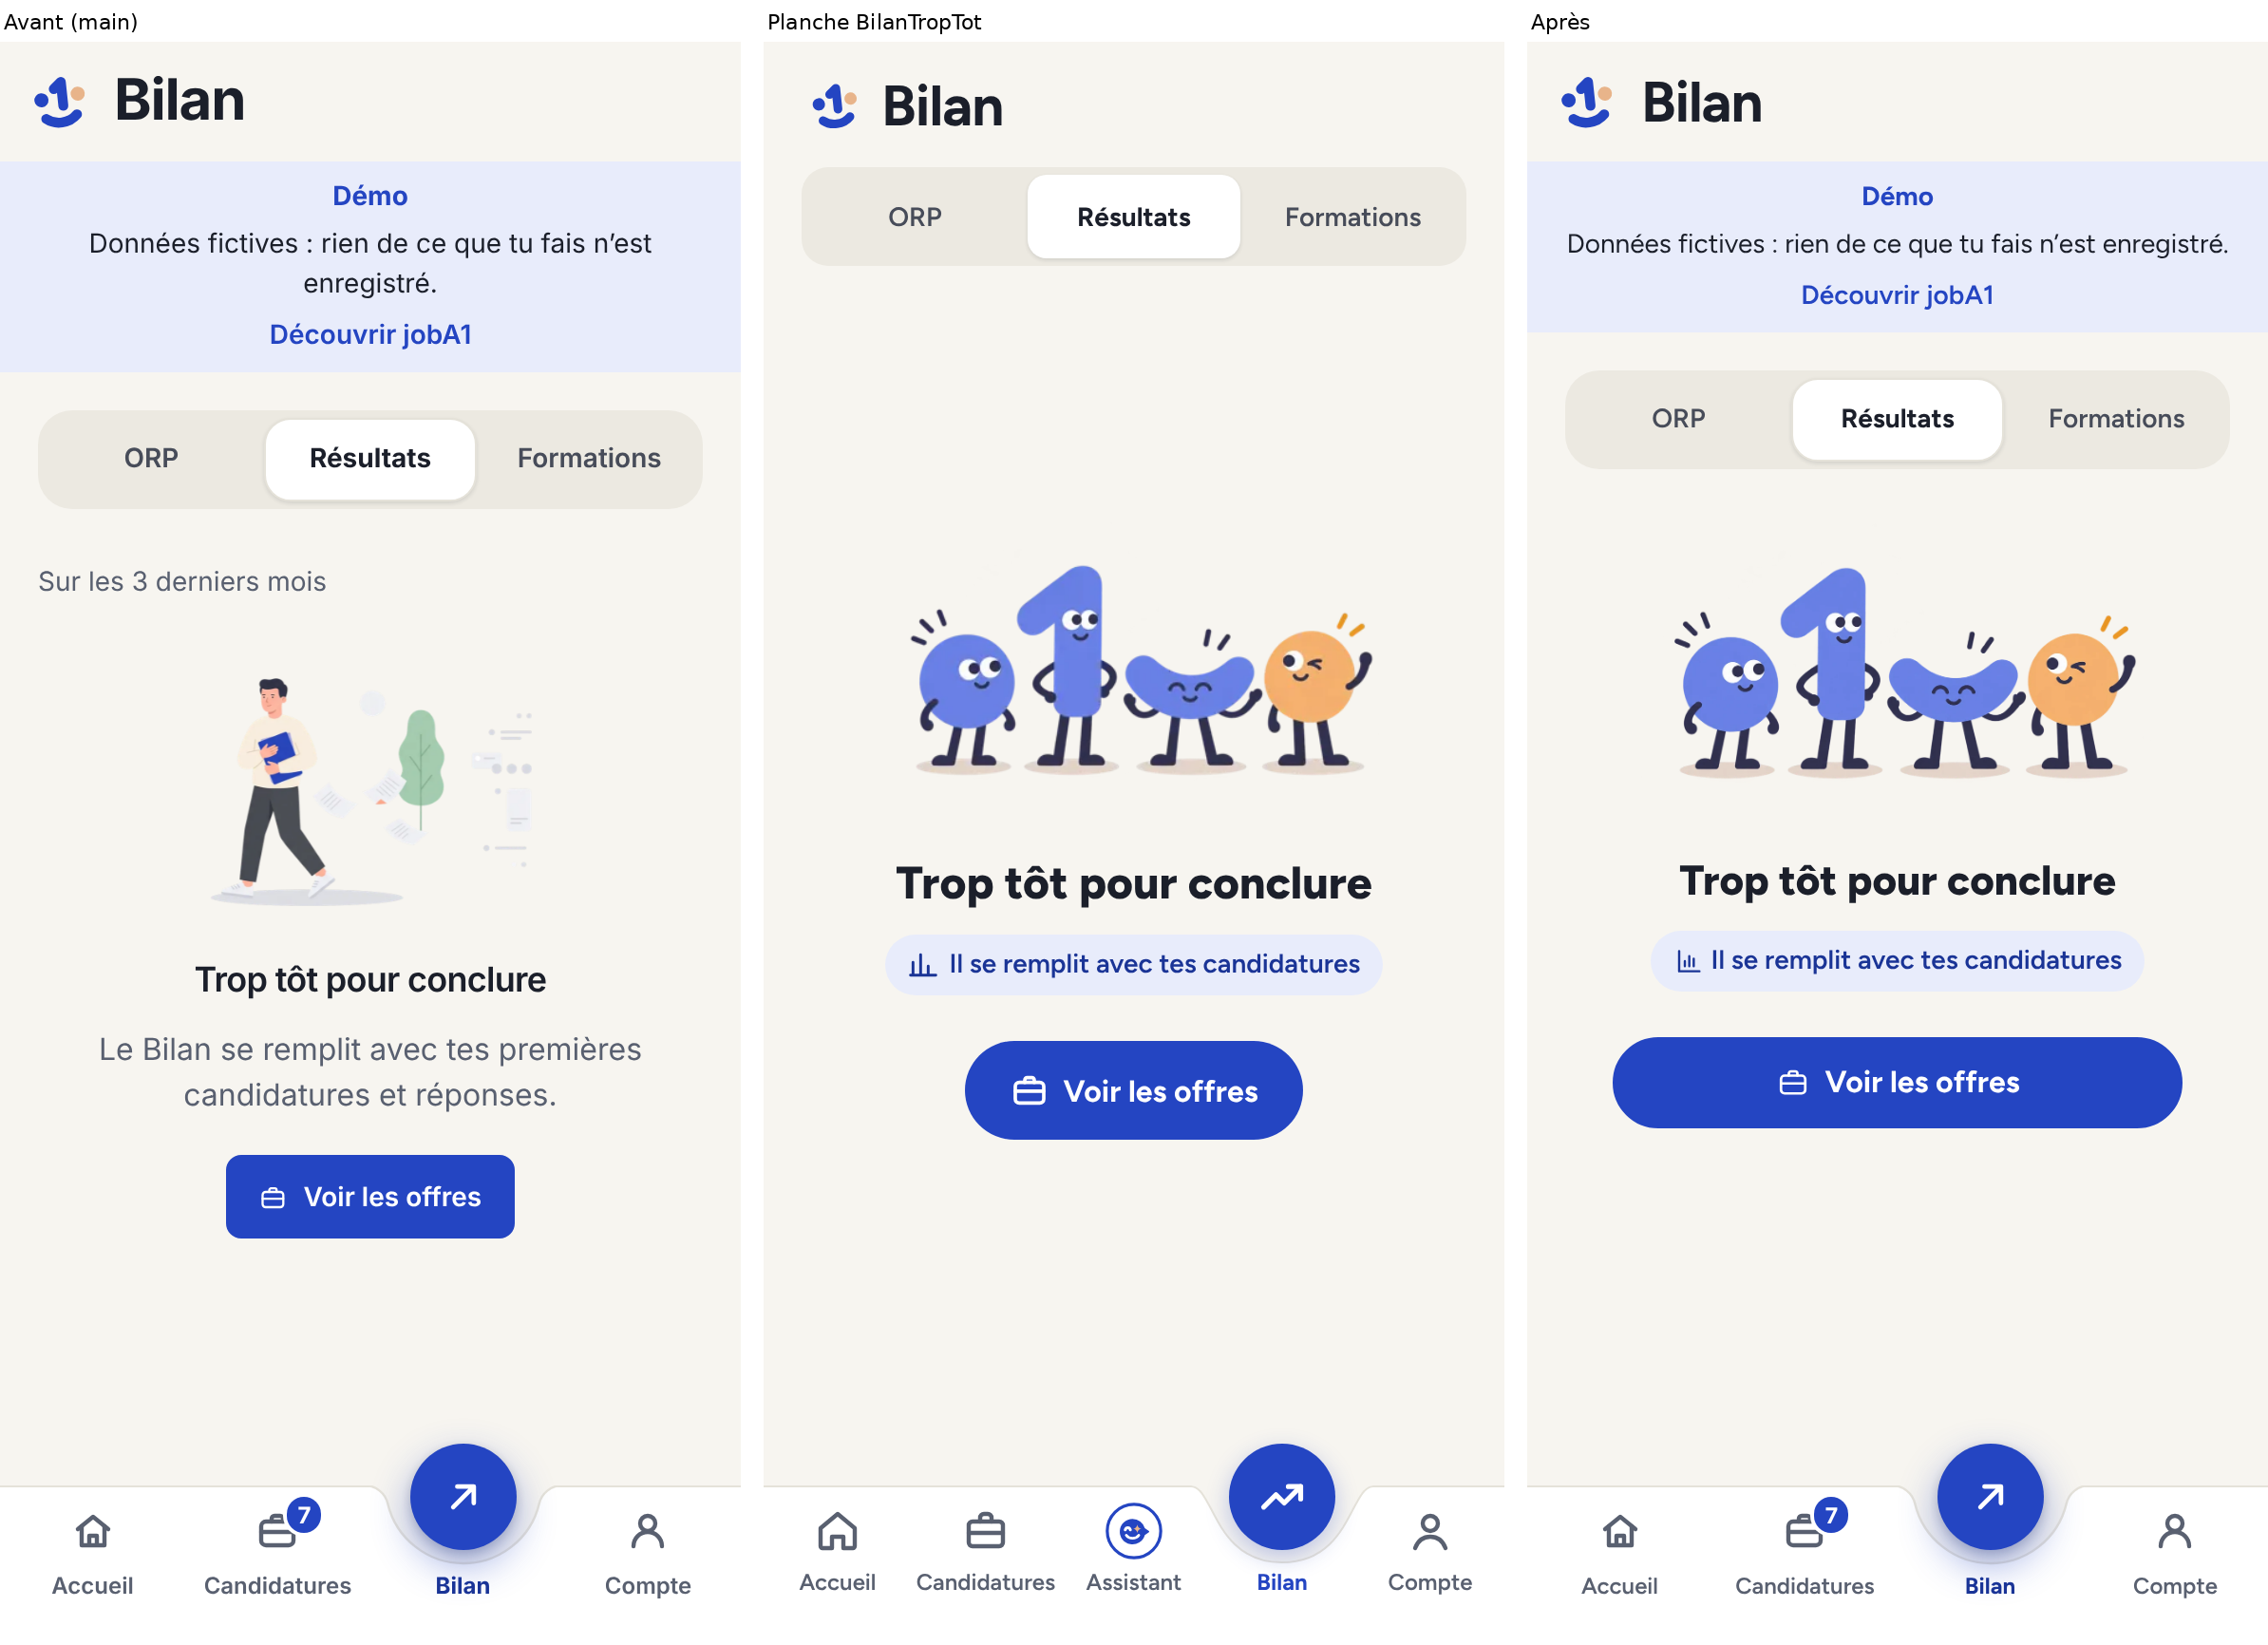 Avant (main)
Bilan
Démo
Données fictives : rien de ce que tu fais n’est
enregistré.
Découvrir jobA1
ORP
Résultats
Formations
Sur les 3 derniers mois
Trop tôt pour conclure
Le Bilan se remplit avec tes premières
candidatures et réponses.
Voir les offres
Accueil
7
Candidatures
Bilan
Compte
Planche BilanTropTot
Bilan
ORP
Résultats
Formations
Trop tôt pour conclure
Il se remplit avec tes candidatures
Voir les offres
Accueil
Candidatures
Assistant
Bilan
Compte
Après
Bilan
Démo
Données fictives : rien de ce que tu fais n’est enregistré.
Découvrir jobA1
ORP
Résultats
Formations
Trop tôt pour conclure
Il se remplit avec tes candidatures
Voir les offres
Accueil
7
Candidatures
Bilan
Compte